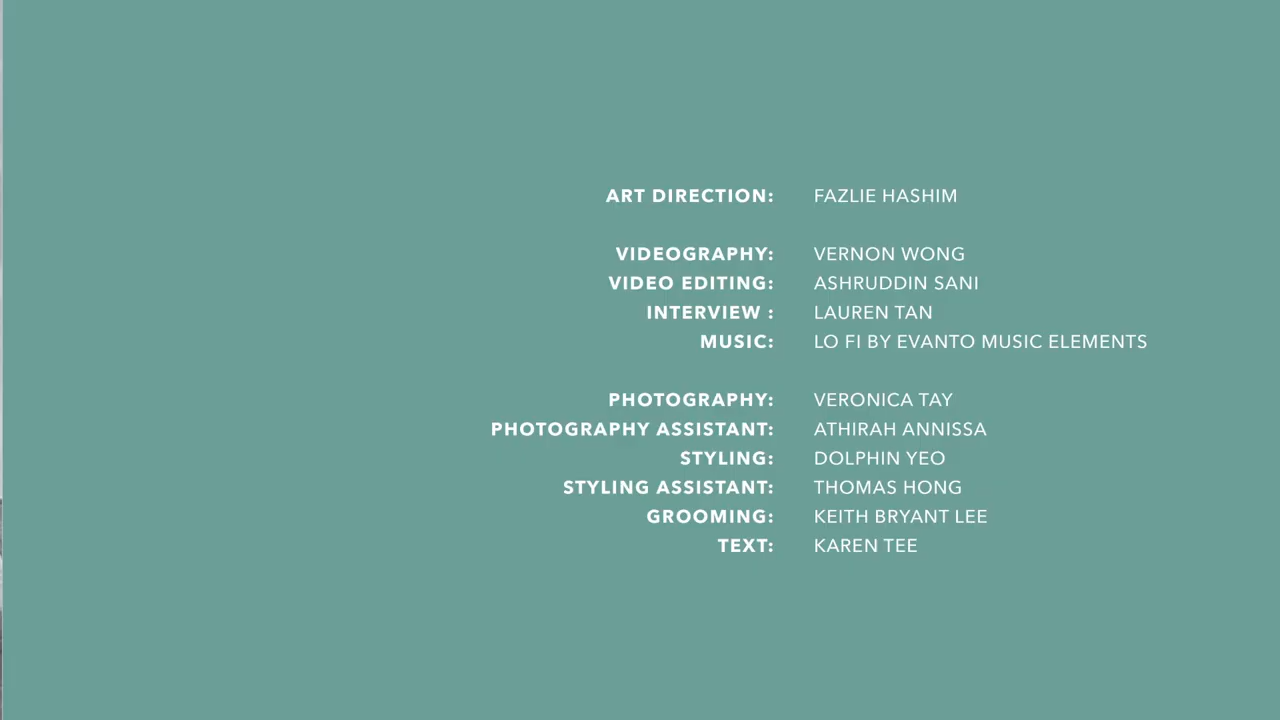 ART DIRECTION: FAZLIE HASHIM
VIDEOGRAPHY: VERNON WONG
VIDEO EDITING: ASHRUDDIN SANI
INTERVIEW : LAUREN TAN
MUSIC: LO FI BY EVANTO MUSIC ELEMENTS
PHOTOGRAPHY: VERONICA TAY
PHOTOGRAPHY ASSISTANT: ATHIRAH ANNISSA
STYLING: DOLPHIN YEO
STYLING ASSISTANT: THOMAS HONG
GROOMING: KEITH BRYANT LEE
TEXT: KAREN TEE